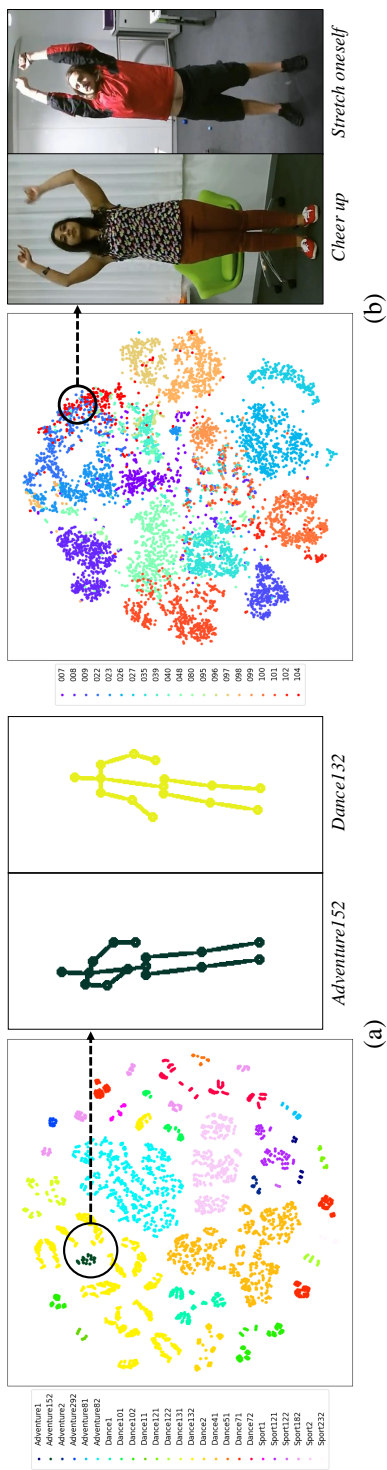 Adventure1
Adventure152
Adventure2
Adventure292
Adventure81
Adventure82
Dance1
Dance101
Dance102
Dance11
Dance121
Dance122
Dance131
Dance132
Dance2
Dance41
Dance51
Dance71
Dance72
Sport1
Sport121
Sport122
Sport182
Sport2
Sport232
Adventure152
Dance132
(a)
007
008
009
022
023
026
027
035
039
040
048
080
095
096
097
098
099
100
101
102
104
Cheer up
Stretch oneself
(b)